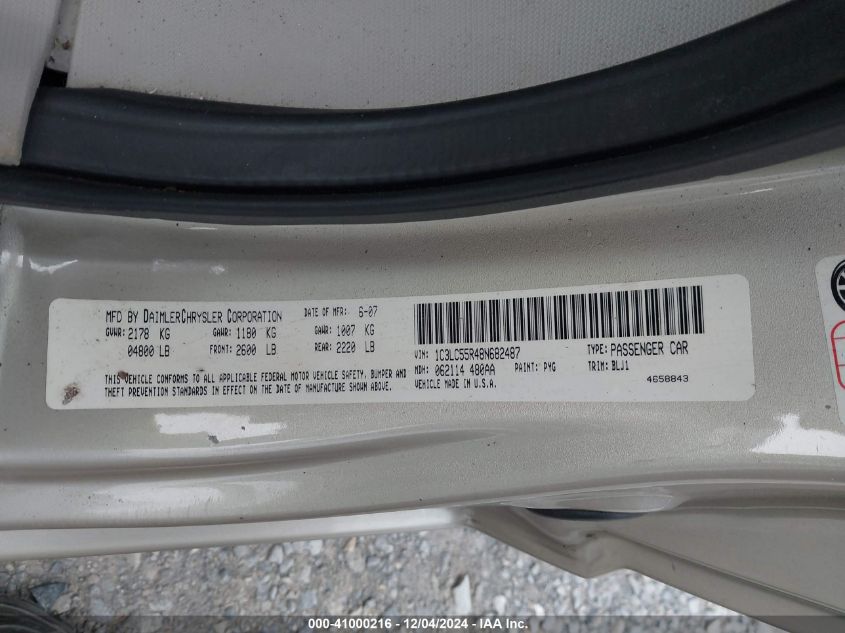 MFD BY DAIMLERCHRYSLER CORPORATION DATE OF MFR: 6-07
GVWR: 2178 KG GAWR: 1180 KG GAWR: 1007 KG
04800 LB FRONT: 2600 LB REAR: 2220 LB
THIS VEHICLE CONFORMS TO ALL APPLICABLE FEDERAL MOTOR VEHICLE SAFETY, BUMPER AND
THEFT PREVENTION STANDARDS IN EFFECT ON THE DATE OF MANUFACTURE SHOWN ABOVE.
VIN: 1C3LC55R48N682487 TYPE: PASSENGER CAR
MDH: 062114 480AA PAINT: PYG TRIM: BLJ1
VEHICLE MADE IN U.S.A. 4658843
000-41000216 - 12/04/2024 - IAA Inc.